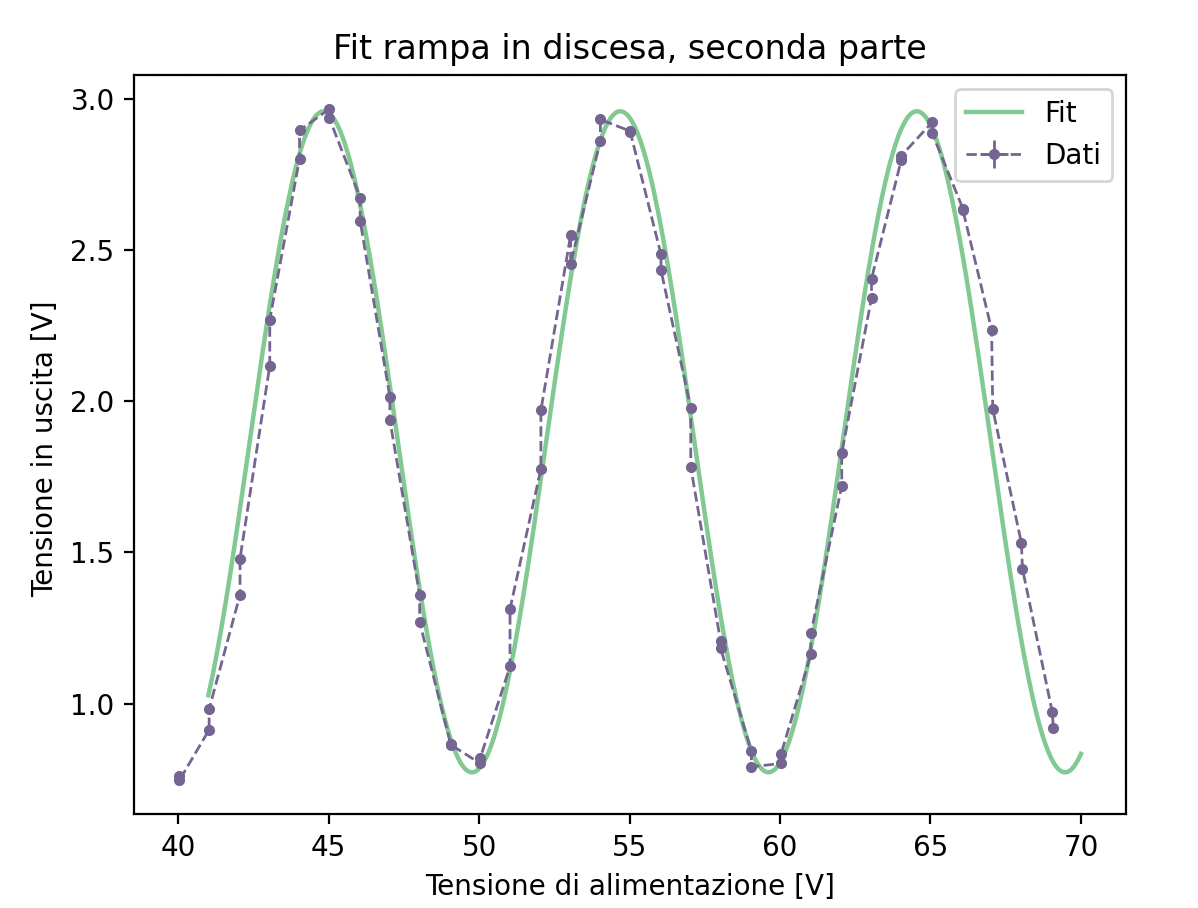 Fit rampa in discesa, seconda parte
Fit
Dati
Tensione in uscita [V]
3.0
2.5
2.0
1.5
1.0
40 45 50 55 60 65 70
Tensione di alimentazione [V]